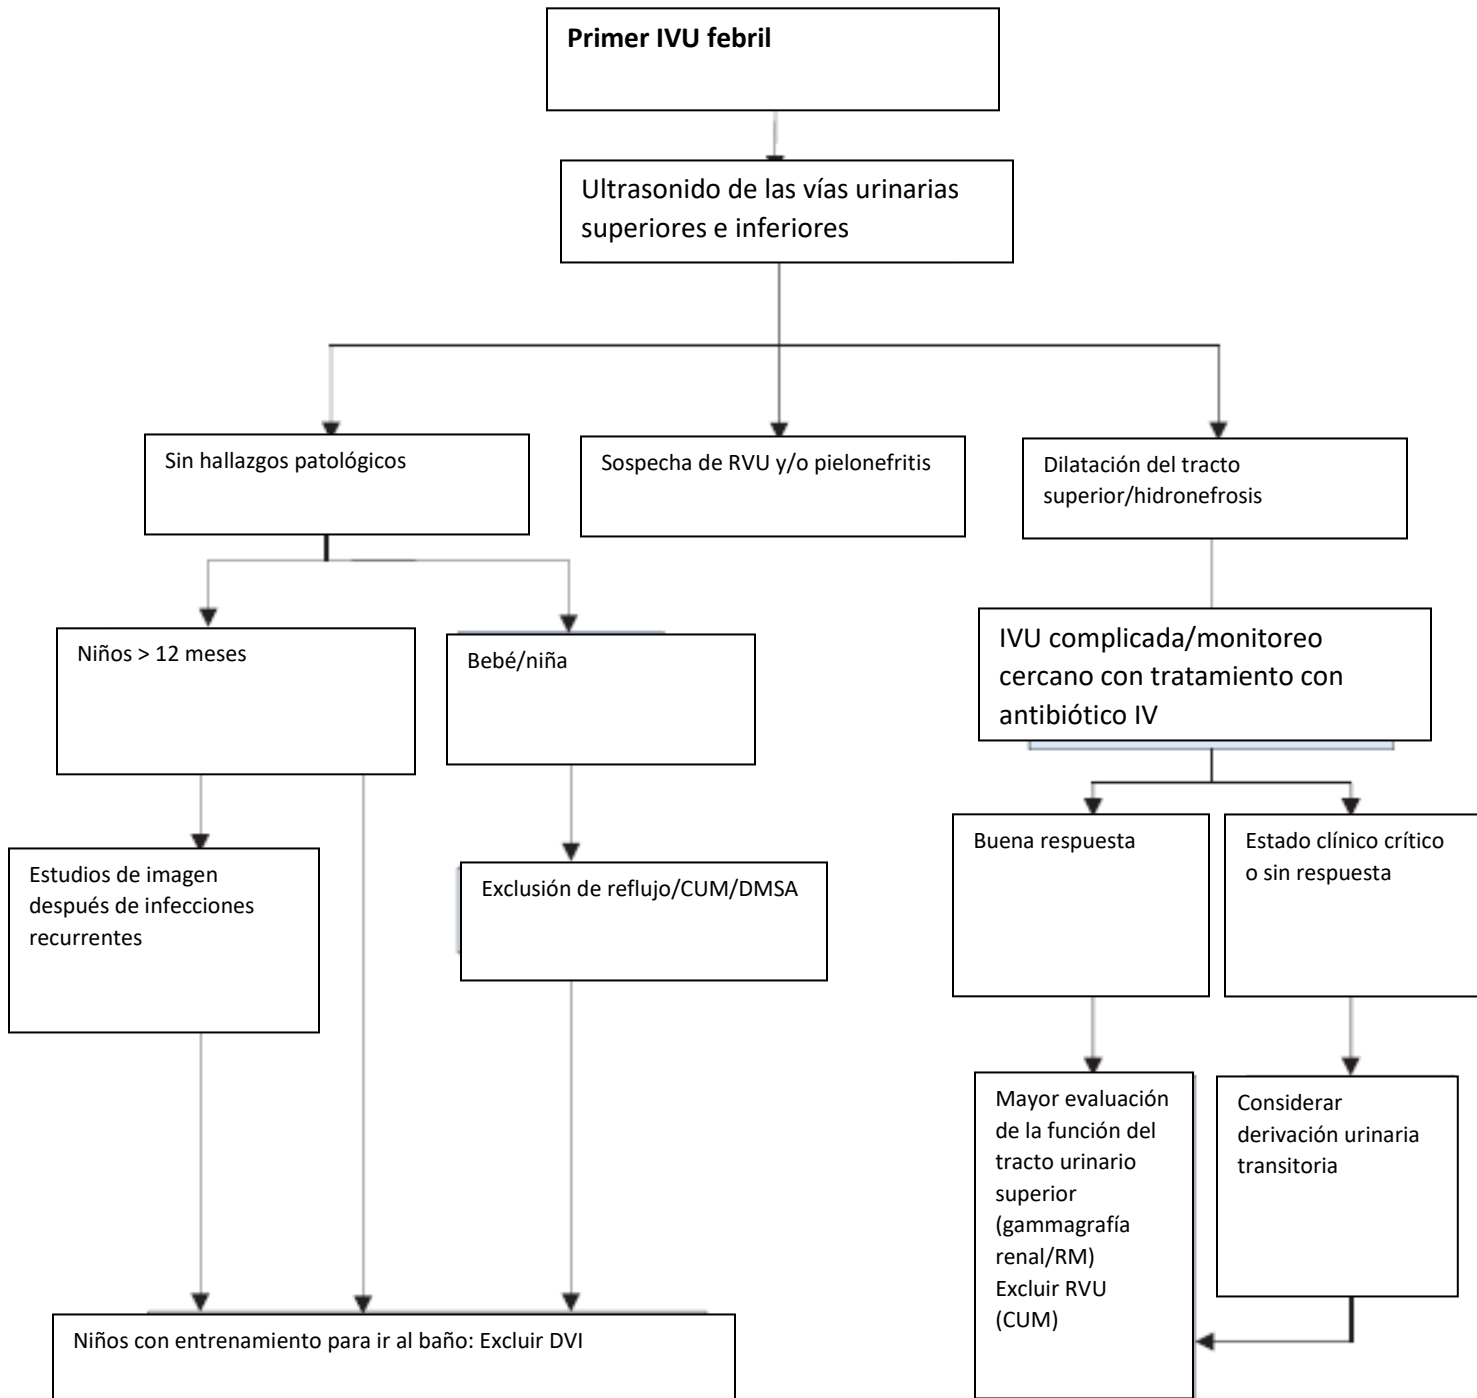 Primer IVU febril
Ultrasonido de las vías urinarias
superiores e inferiores
Sin hallazgos patológicos
Sospecha de RVU y/o pielonefritis
Dilatación del tracto
superior/hidronefrosis
Niños > 12 meses
Bebé/niña
IVU complicada/monitoreo
cercano con tratamiento con
antibiótico IV
Estudios de imagen
después de infecciones
recurrentes
Exclusión de reflujo/CUM/DMSA
Buena respuesta
Estado clínico crítico
o sin respuesta
Mayor evaluación
de la función del
tracto urinario
superior
(gammagrafía
renal/RM)
Excluir RVU
(CUM)
Considerar
derivación urinaria
transitoria
Niños con entrenamiento para ir al baño: Excluir DVI